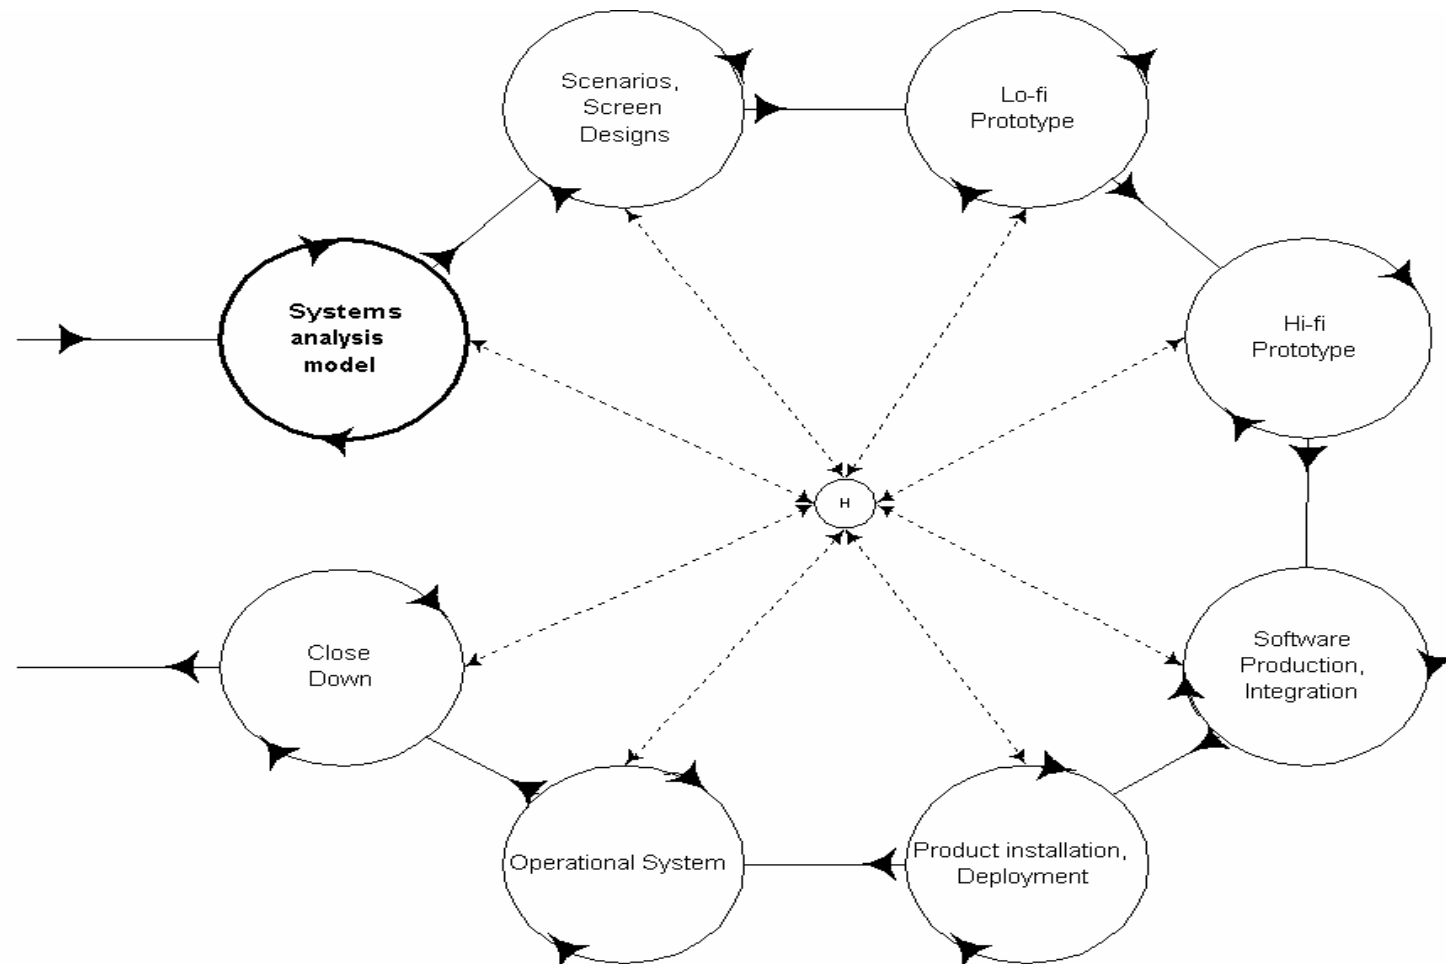 Scenarios,
Screen
Designs
Lo-fi
Prototype
Systems
analysis
model
Hi-fi
Prototype
H
Close
Down
Software
Production,
Integration
Operational System
Product installation,
Deployment